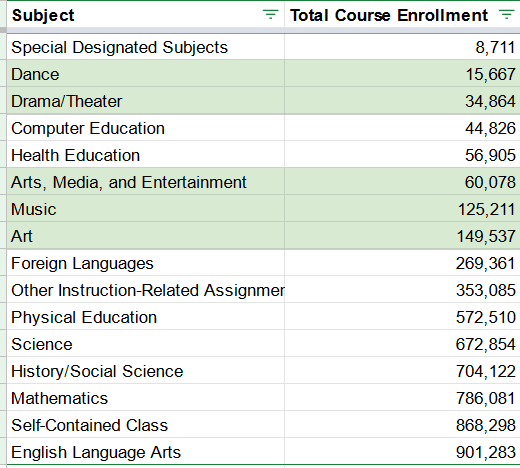 Subject Total Course Enrollment
Special Designated Subjects 8,711
Dance 15,667
Drama/Theater 34,864
Computer Education 44,826
Health Education 56,905
Arts, Media, and Entertainment 60,078
Music 125,211
Art 149,537
Foreign Languages 269,361
Other Instruction-Related Assignmer 353,085
Physical Education 572,510
Science 672,854
History/Social Science 704,122
Mathematics 786,081
Self-Contained Class 868,298
English Language Arts 901,283